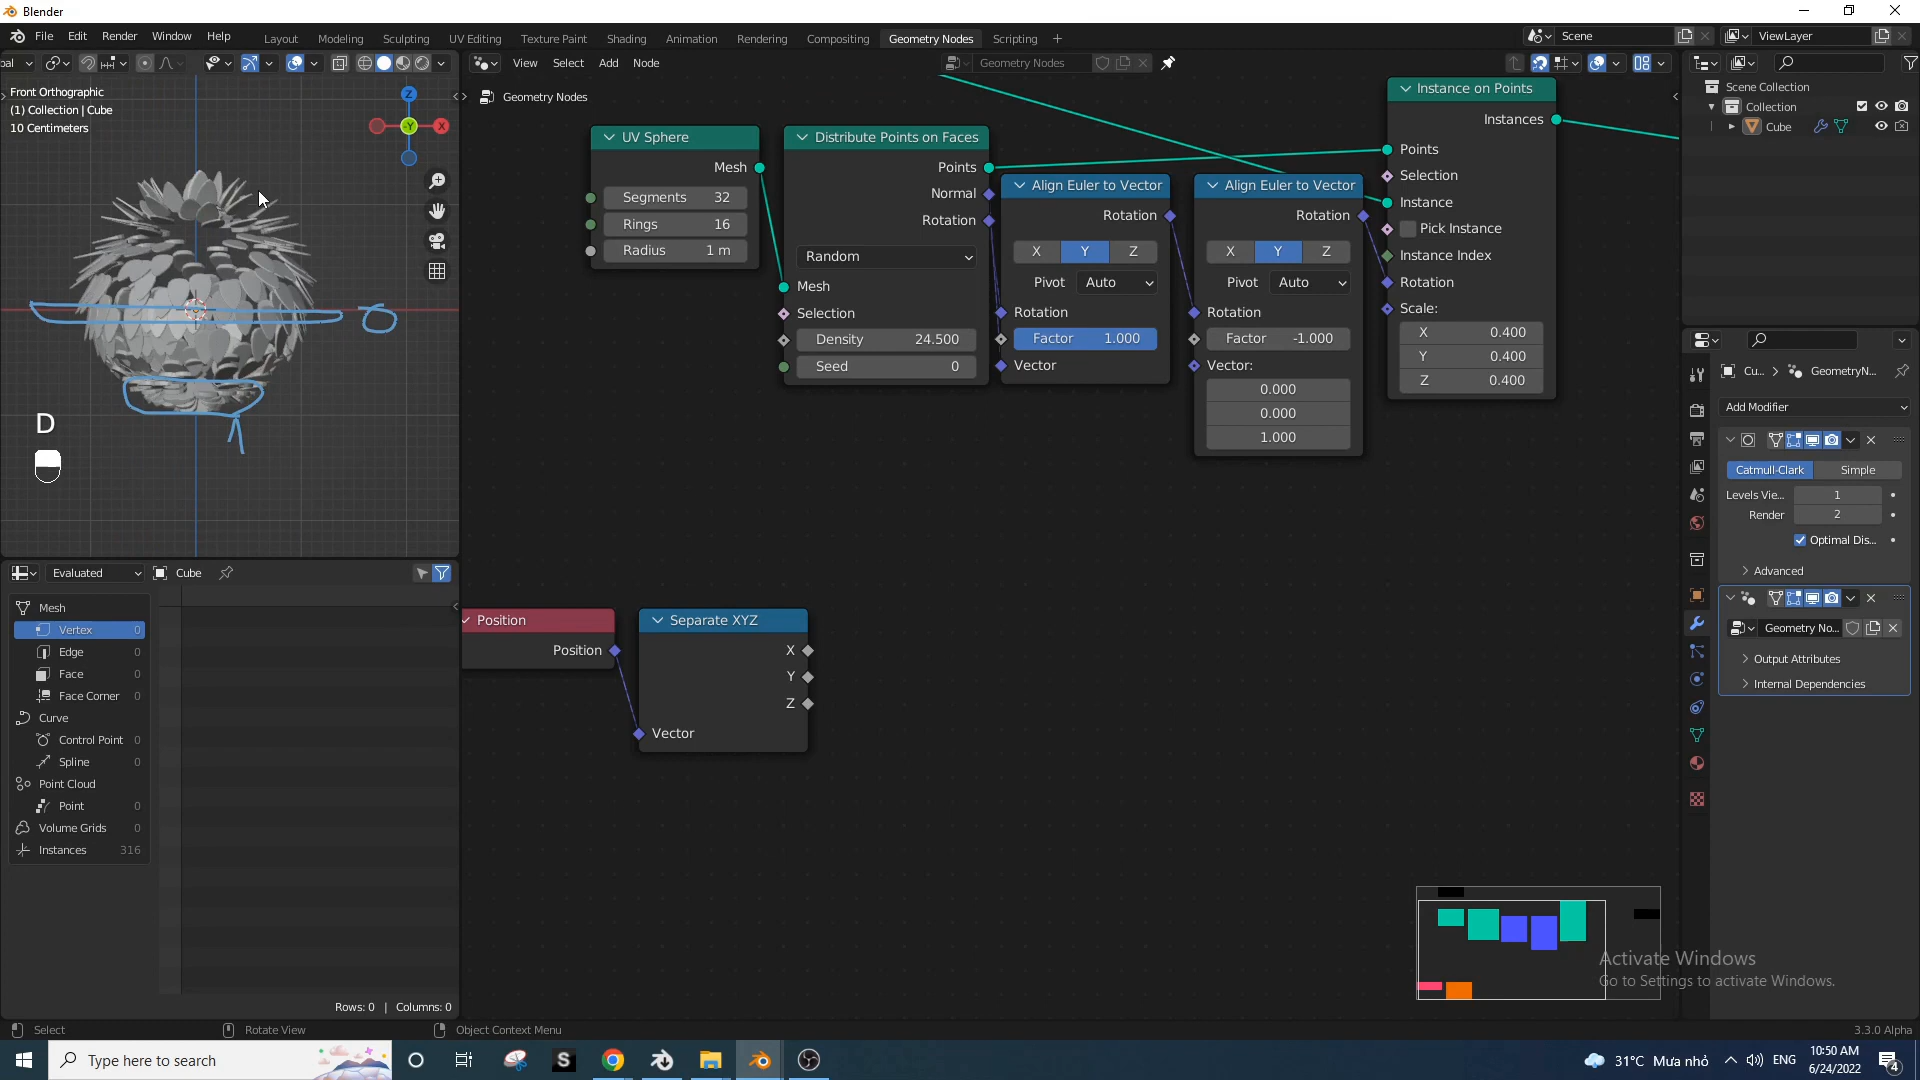 Blender
File Edit Render Window Help Layout Modeling Sculpting UV Editing Texture Paint Shading Animation Rendering Compositing Geometry Nodes Scripting + Scene ViewLayer
bal View Select Add Node Geometry Nodes
Geometry Nodes
Front Orthographic
(1) Collection | Cube
10 Centimeters
Z
X
Y
D
UV Sphere
Mesh
Segments 32
Rings 16
Radius 1 m
Distribute Points on Faces
Points
Normal
Rotation
Random
Mesh
Selection
Density 24.500
Seed 0
Align Euler to Vector
Rotation
X Y Z
Pivot Auto
Rotation
Factor 1.000
Vector
Align Euler to Vector
Rotation
X Y Z
Pivot Auto
Rotation
Factor -1.000
Vector:
0.000
0.000
1.000
Instance on Points
Instances
Points
Selection
Instance
Pick Instance
Instance Index
Rotation
Scale:
X 0.400
Y 0.400
Z 0.400
Position
Position
Separate XYZ
X
Y
Z
Vector
Scene Collection
Collection
Cube
Cu... > GeometryN...
Add Modifier
Catmull-Clark Simple
Levels Vie... 1
Render 2
Optimal Dis...
Advanced
Geometry No...
Output Attributes
Internal Dependencies
Evaluated Cube
Mesh
Vertex 0
Edge 0
Face 0
Face Corner 0
Curve
Control Point 0
Spline 0
Point Cloud
Point 0
Volume Grids 0
Instances 316
Rows: 0 | Columns: 0
Activate Windows
Go to Settings to activate Windows.
Select Rotate View Object Context Menu 3.3.0 Alpha
Type here to search
S
31°C Mưa nhỏ ENG
10:50 AM
6/24/2022
4